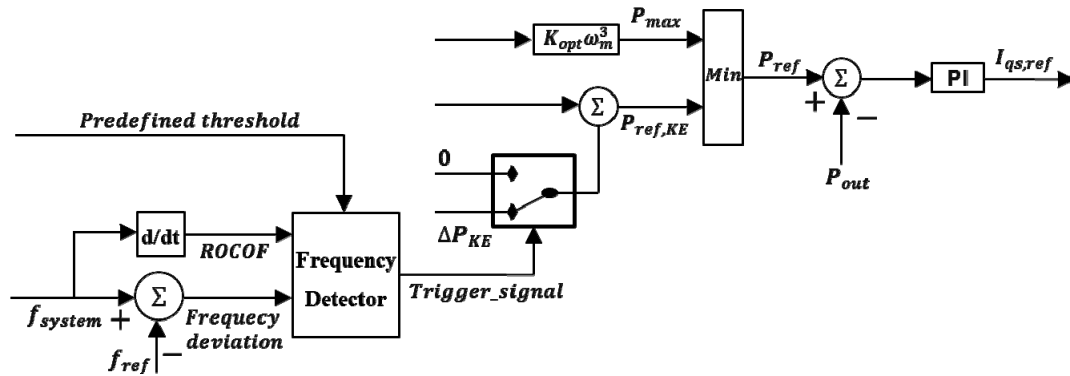 P_max
K_opt ω_m^3
Min
P_ref
Σ
+
−
PI
I_qs,ref
P_out
Σ
P_ref,KE
Predefined threshold
0
ΔP_KE
d/dt
ROCOF
Frequency
Detector
Trigger_signal
f_system
+
Σ
−
f_ref
Frequecy
deviation